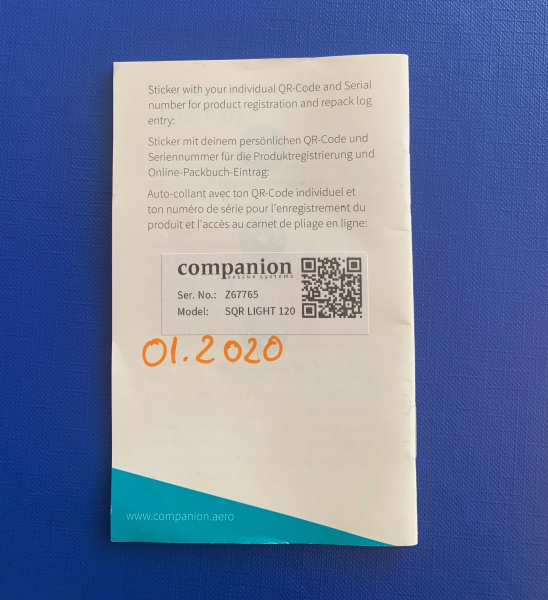 Sticker with your individual QR-Code and Serial
number for product registration and repack log
entry:
Sticker mit deinem persönlichen QR-Code und
Seriennummer für die Produktregistrierung und
Online-Packbuch-Eintrag:
Auto-collant avec ton QR-Code individuel et
ton numéro de série pour l'enregistrement du
produit et l'accès au carnet de pliage en ligne:
companion
rescue systems
Ser. No.: Z67765
Model: SQR LIGHT 120
01.2020
www.companion.aero